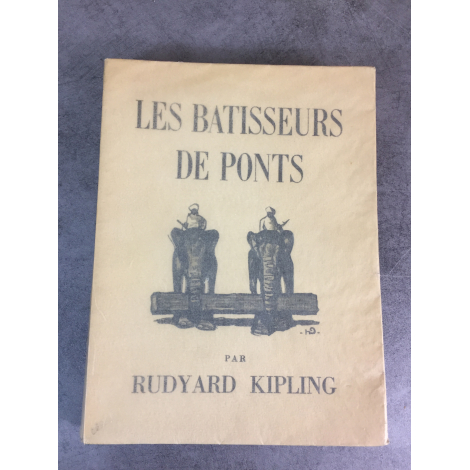 LES BATISSEURS
DE PONTS
PAR
RUDYARD KIPLING